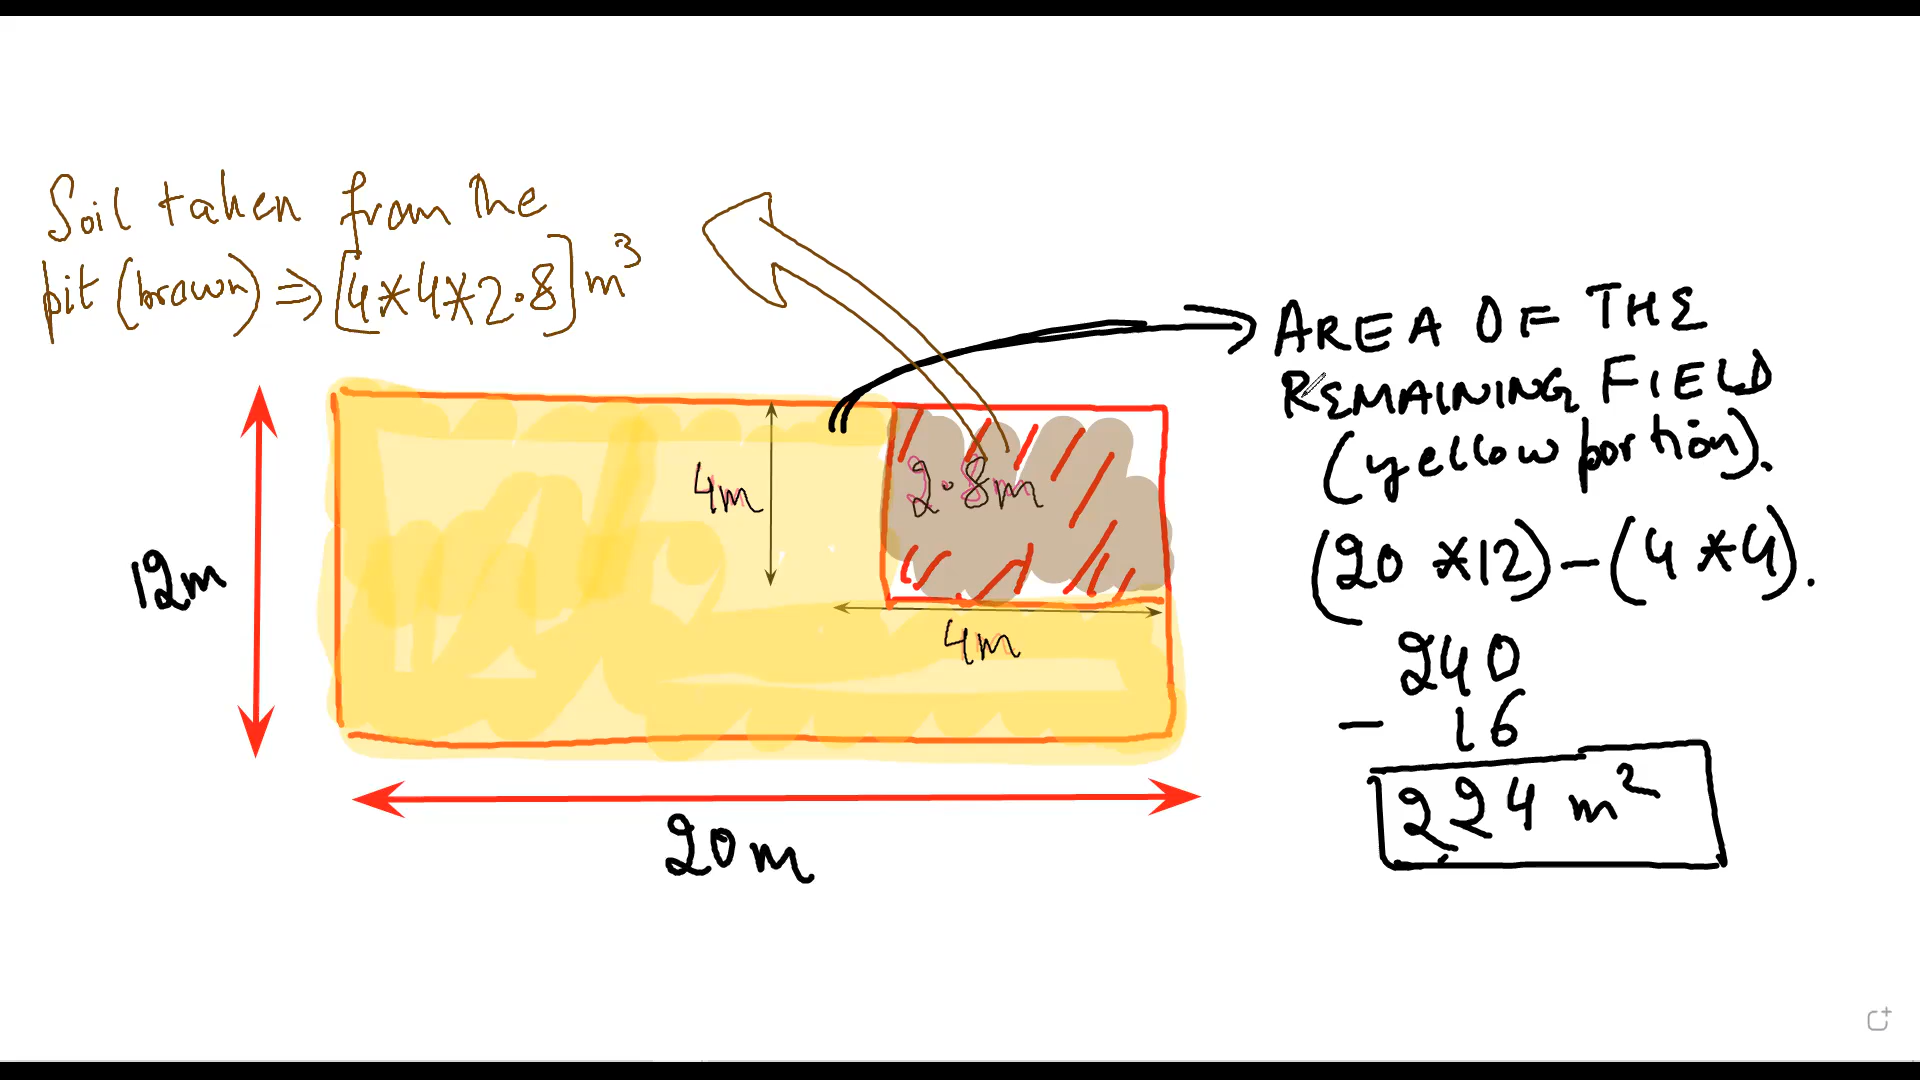 Soil taken from the
pit (brown) ⇒ [4*4*2.8] m³
AREA OF THE
REMAINING FIELD
(yellow portion).
4m
2.8m
12m
(20 *12) - (4 *4).
4m
240
- 16
224 m²
20m